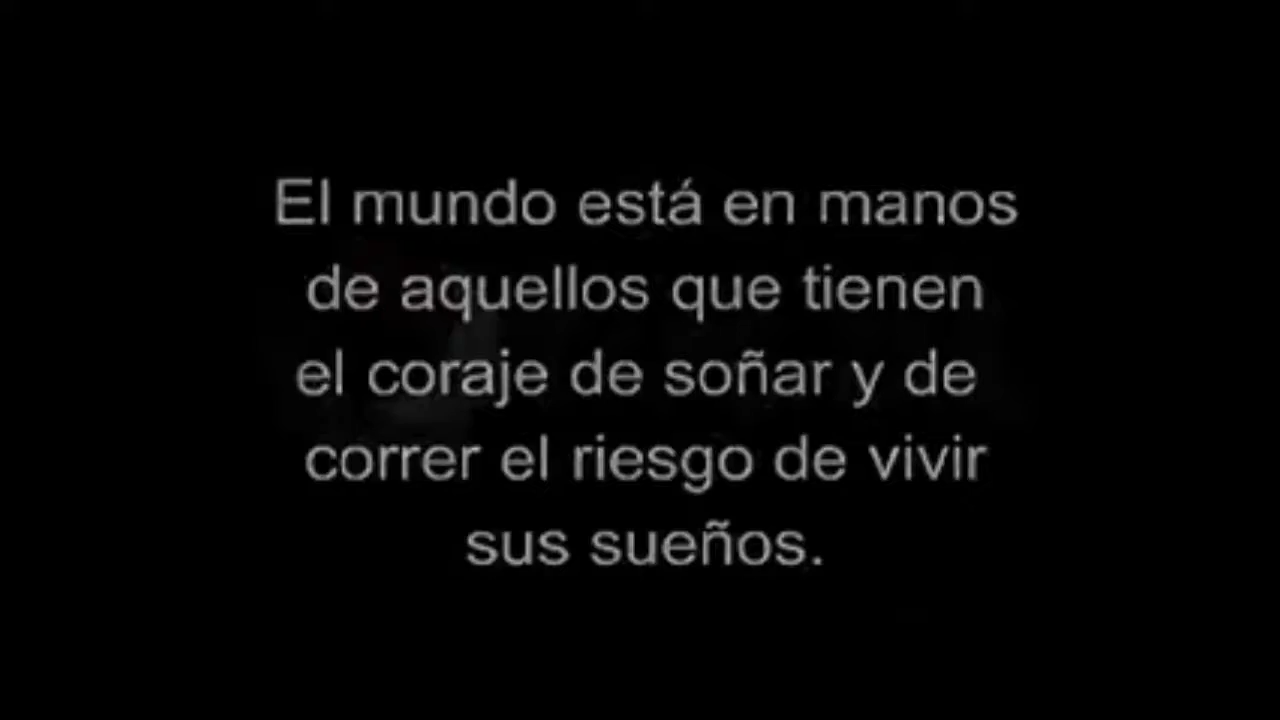 El mundo está en manos
de aquellos que tienen
el coraje de soñar y de
correr el riesgo de vivir
sus sueños.